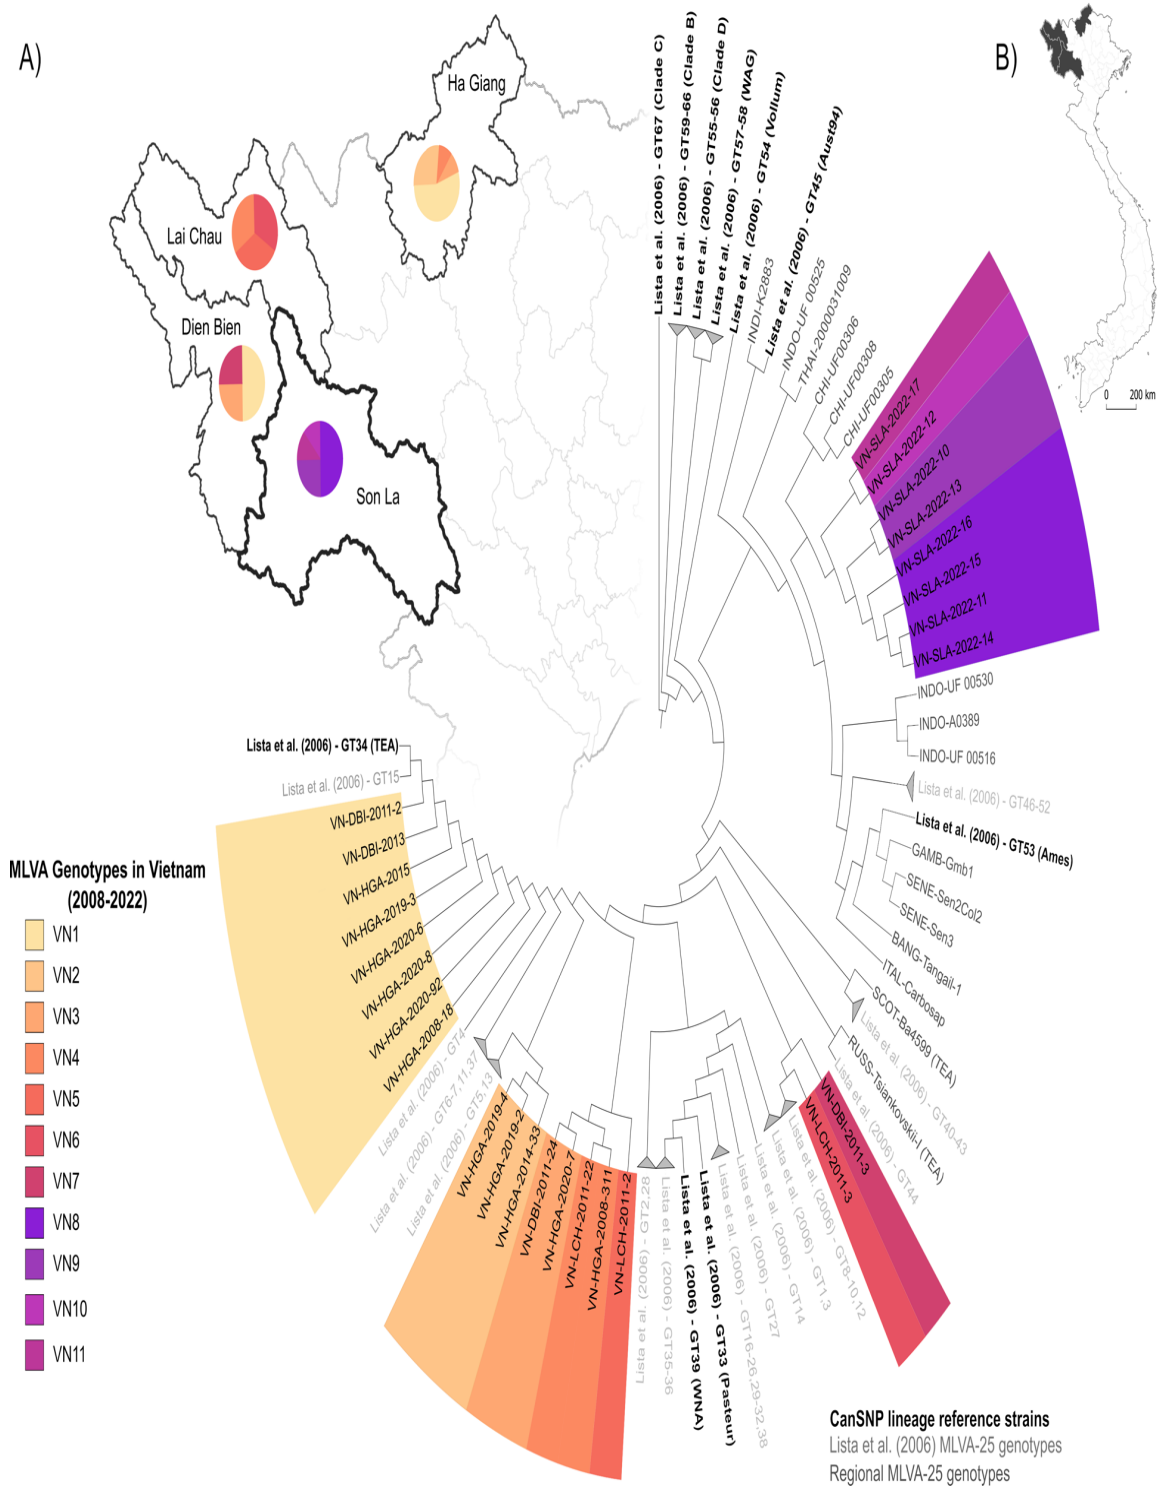 A)
Ha Giang
Lai Chau
Dien Bien
Son La
B)
0 200 km
Lista et al. (2006) - GT67 (Clade C)
Lista et al. (2006) - GT59-66 (Clade B)
Lista et al. (2006) - GT55-56 (Clade D)
Lista et al. (2006) - GT57-58 (WAG)
Lista et al. (2006) - GT54 (Vollum)
INDI-K2883
Lista et al. (2006) - GT45 (Aust94)
INDO-UF 00525
THAI-2000031009
CHI-UF00306
CHI-UF00308
CHI-UF00305
VN-SLA-2022-17
VN-SLA-2022-12
VN-SLA-2022-10
VN-SLA-2022-13
VN-SLA-2022-16
VN-SLA-2022-15
VN-SLA-2022-11
VN-SLA-2022-14
INDO-UF 00530
INDO-A0389
INDO-UF 00516
Lista et al. (2006) - GT46-52
Lista et al. (2006) - GT53 (Ames)
GAMB-Gmb1
SENE-Sen2Col2
SENE-Sen3
BANG-Tangail-1
ITAL-Carbosap
SCOT-Ba4599 (TEA)
Lista et al. (2006) - GT40-43
RUSS-Tsiankovskii-I (TEA)
Lista et al. (2006) - GT44
VN-DBI-2011-3
VN-LCH-2011-3
Lista et al. (2006) - GT8-10,12
Lista et al. (2006) - GT1,3
Lista et al. (2006) - GT14
Lista et al. (2006) - GT27
Lista et al. (2006) - GT16-26,29-32,38
Lista et al. (2006) - GT33 (Pasteur)
Lista et al. (2006) - GT39 (WNA)
Lista et al. (2006) - GT35-36
Lista et al. (2006) - GT2,28
VN-LCH-2011-2
VN-HGA-2008-311
VN-LCH-2011-22
VN-HGA-2020-7
VN-DBI-2011-24
VN-HGA-2014-33
VN-HGA-2019-2
VN-HGA-2019-4
Lista et al. (2006) - GT5,13
Lista et al. (2006) - GT6-7,11,37
Lista et al. (2006) - GT4
VN-HGA-2008-18
VN-HGA-2020-92
VN-HGA-2020-8
VN-HGA-2020-6
VN-HGA-2019-3
VN-HGA-2015
VN-DBI-2013
VN-DBI-2011-2
Lista et al. (2006) - GT15
Lista et al. (2006) - GT34 (TEA)
MLVA Genotypes in Vietnam
(2008-2022)
VN1
VN2
VN3
VN4
VN5
VN6
VN7
VN8
VN9
VN10
VN11
CanSNP lineage reference strains
Lista et al. (2006) MLVA-25 genotypes
Regional MLVA-25 genotypes